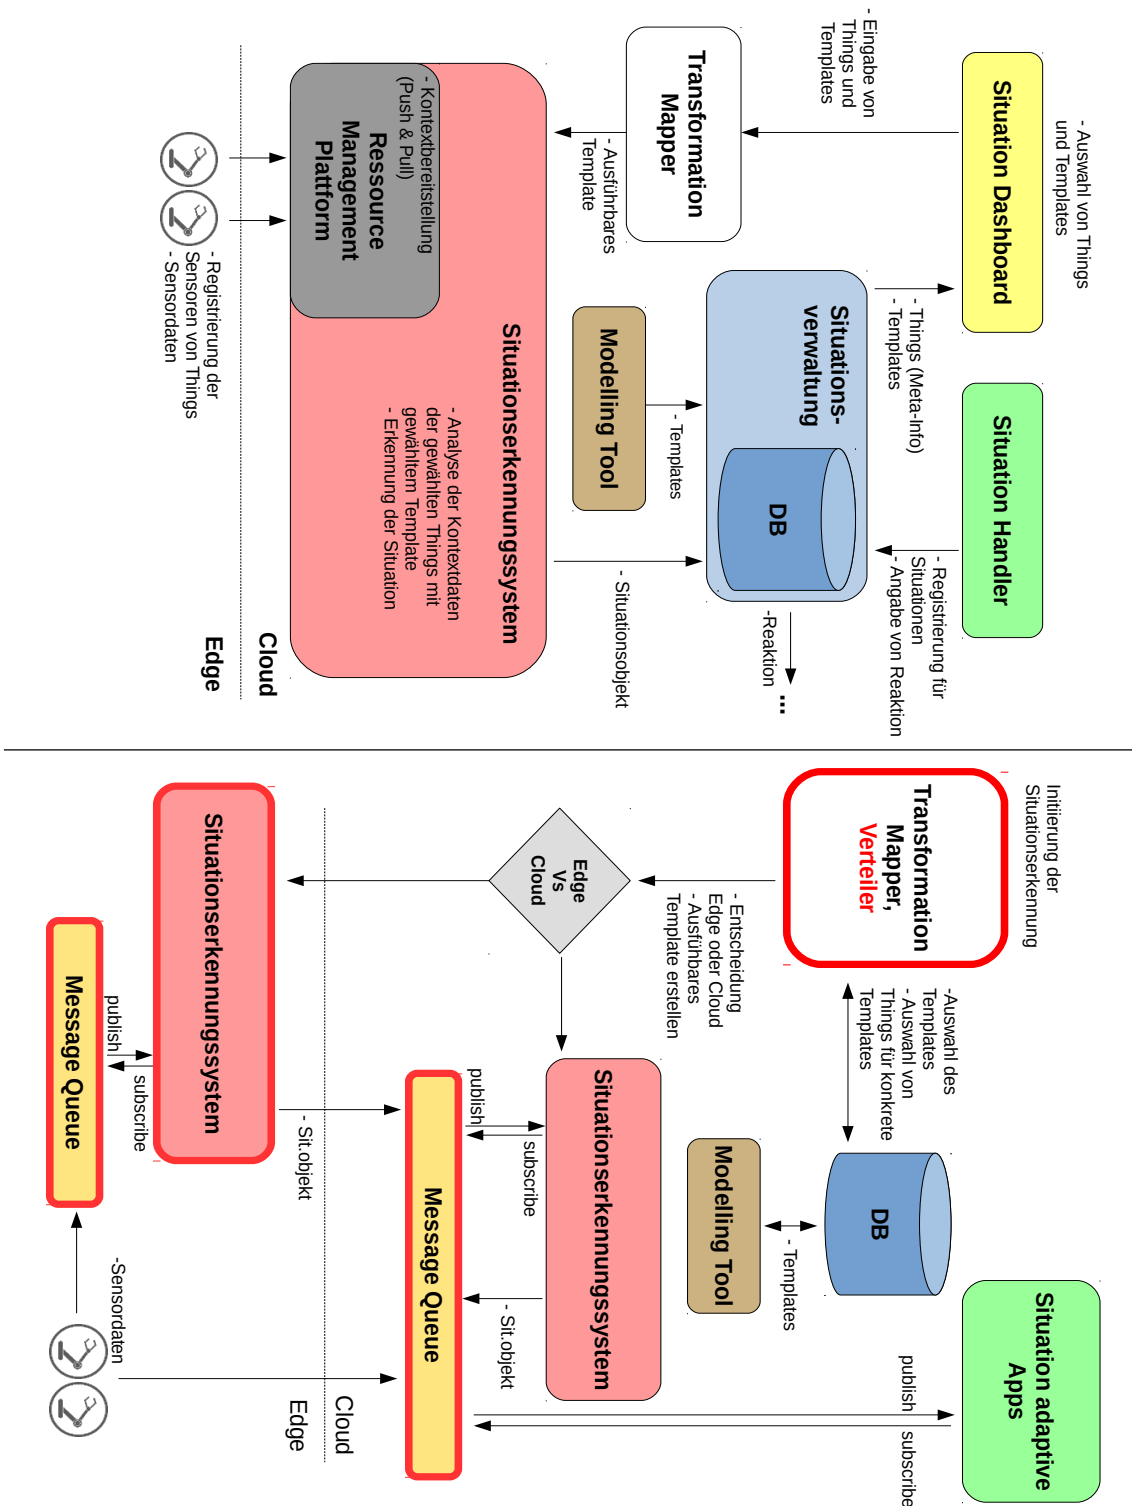 - Auswahl von Things
und Templates
Situation Dashboard
- Eingabe von
Things und
Templates
Transformation
Mapper
- Ausführbares
Template
- Things (Meta-Info)
- Templates
Situation Handler
- Registrierung für
Situationen
- Angabe von Reaktion
Situations-
verwaltung
DB
-Reaktion
...
Modelling Tool
- Templates
- Situationsobjekt
Situationserkennungssystem
- Analyse der Kontextdaten
der gewählten Things mit
gewähltem Template
- Erkennung der Situation
- Kontextbereitstellung
(Push & Pull)
Ressource
Management
Plattform
Cloud
Edge
- Registrierung der
Sensoren von Things
- Sensordaten
Initiierung der
Situationserkennung
Transformation
Mapper,
Verteiler
-Auswahl des
Templates
- Auswahl von
Things für konkrete
Templates
DB
Situation adaptive
Apps
- Entscheidung
Edge oder Cloud
- Ausfühbares
Template erstellen
Modelling Tool
- Templates
Edge
Vs
Cloud
Situationserkennungssystem
publish
subscribe
- Sit.objekt
publish
subscribe
Message Queue
Cloud
Edge
- Sit.objekt
Situationserkennungssystem
publish
subscribe
Message Queue
-Sensordaten